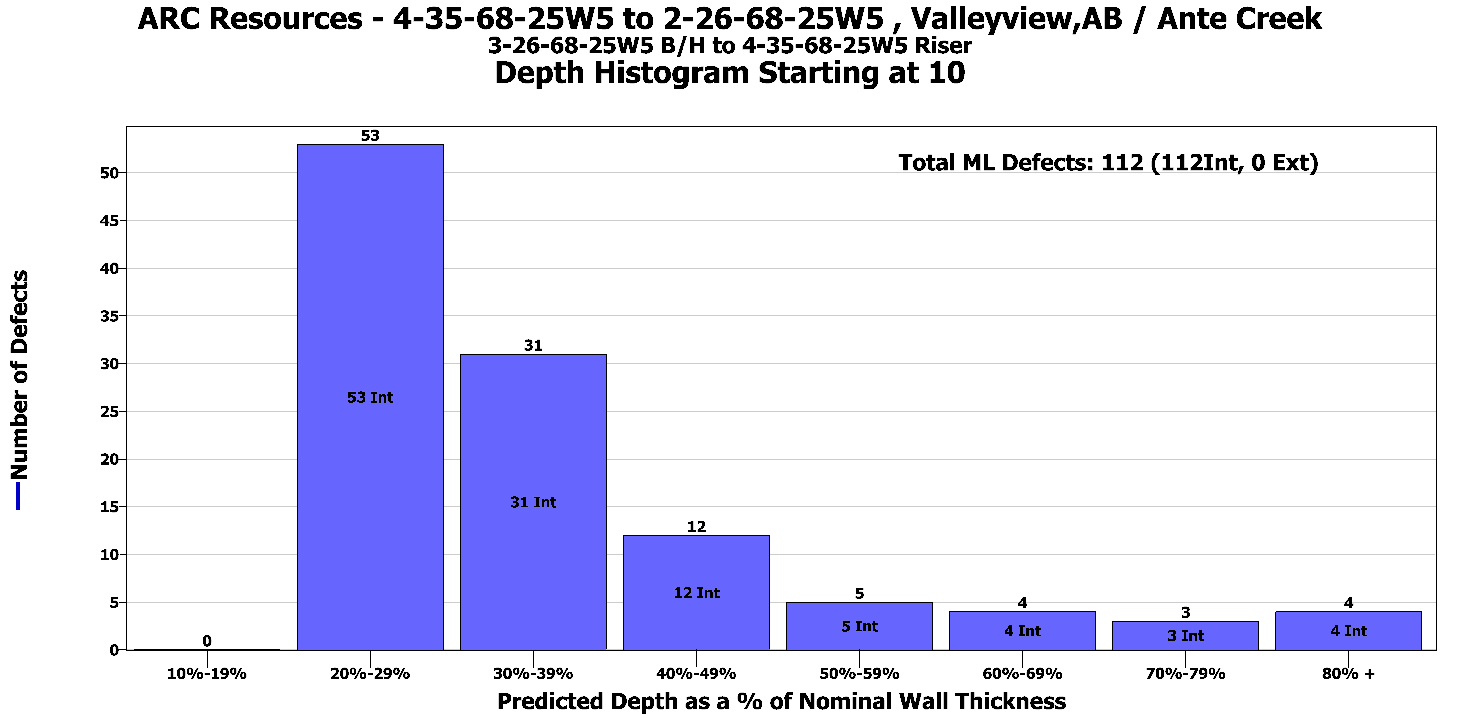 ARC Resources - 4-35-68-25W5 to 2-26-68-25W5 , Valleyview,AB / Ante Creek
3-26-68-25W5 B/H to 4-35-68-25W5 Riser
Depth Histogram Starting at 10
Total ML Defects: 112 (112Int, 0 Ext)
Number of Defects
50
45
40
35
30
25
20
15
10
5
0
0
53
53 Int
31
31 Int
12
12 Int
5
5 Int
4
4 Int
3
3 Int
4
4 Int
10%-19% 20%-29% 30%-39% 40%-49% 50%-59% 60%-69% 70%-79% 80% +
Predicted Depth as a % of Nominal Wall Thickness